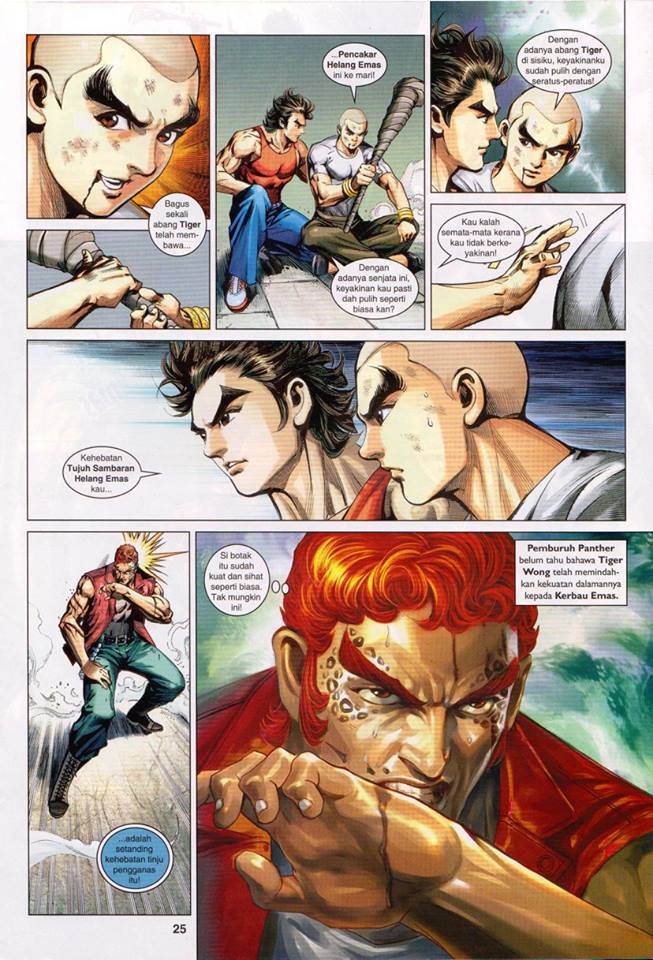 Bagus
sekali
abang Tiger
telah mem-
bawa...
...Pencakar
Helang Emas
ini ke mari!
Dengan
adanya senjata ini,
keyakinan kau pasti
dah pulih seperti
biasa kan?
Dengan
adanya abang Tiger
di sisiku, keyakinanku
sudah pulih dengan
seratus-peratus!
Kau kalah
semata-mata kerana
kau tidak berke-
yakinan!
Kehebatan
Tujuh Sambaran
Helang Emas
kau...
...adalah
setanding
kehebatan tinju
pengganas
itu!
Si botak
itu sudah
kuat dan sihat
seperti biasa.
Tak mungkin
ini!
Pemburuh Panther
belum tahu bahawa Tiger
Wong telah memindah-
kan kekuatan dalamannya
kepada Kerbau Emas.
25